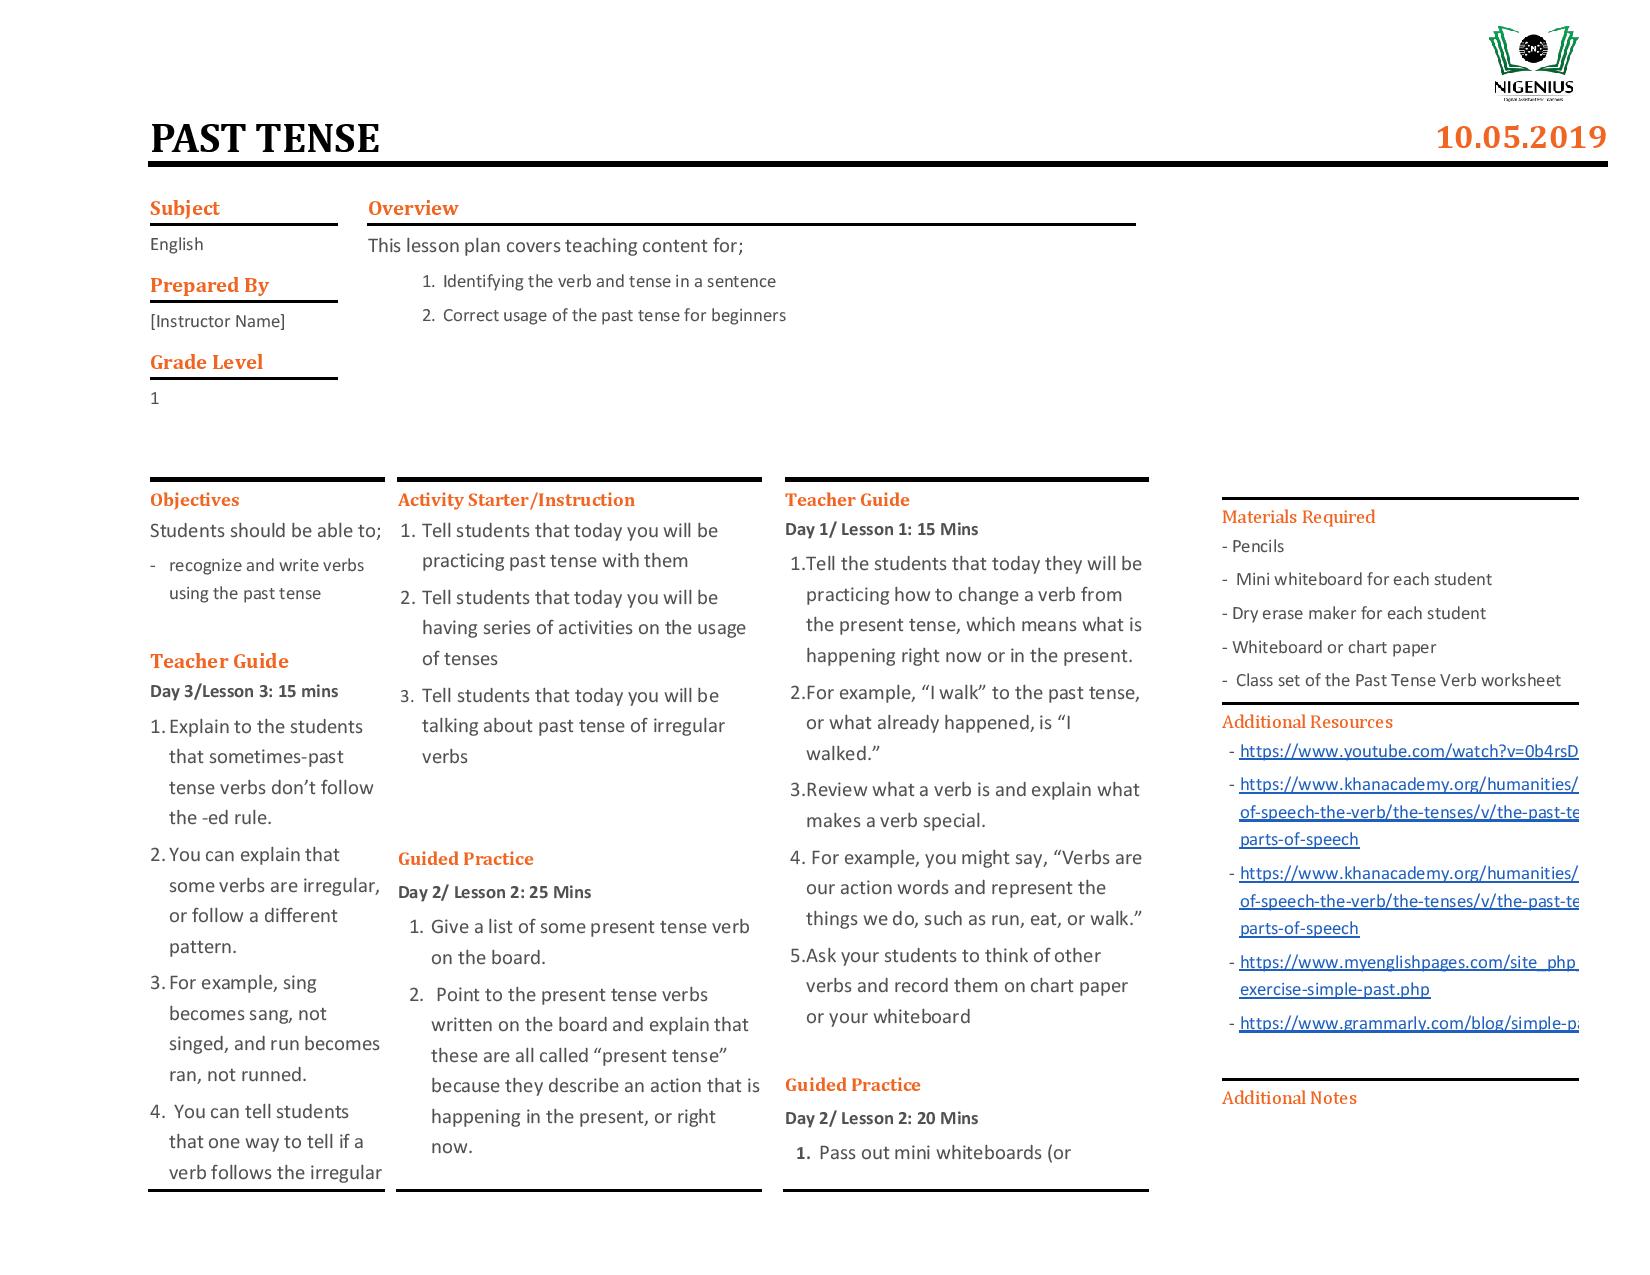 NIGENIUS
PAST TENSE
10.05.2019
Subject
English
Prepared By
[Instructor Name]
Grade Level
1
Overview
This lesson plan covers teaching content for;
1. Identifying the verb and tense in a sentence
2. Correct usage of the past tense for beginners
Objectives
Students should be able to;
- recognize and write verbs
using the past tense
Teacher Guide
Day 3/Lesson 3: 15 mins
1. Explain to the students
that sometimes-past
tense verbs don’t follow
the -ed rule.
2. You can explain that
some verbs are irregular,
or follow a different
pattern.
3. For example, sing
becomes sang, not
singed, and run becomes
ran, not runned.
4. You can tell students
that one way to tell if a
verb follows the irregular
Activity Starter/Instruction
1. Tell students that today you will be
practicing past tense with them
2. Tell students that today you will be
having series of activities on the usage
of tenses
3. Tell students that today you will be
talking about past tense of irregular
verbs
Guided Practice
Day 2/ Lesson 2: 25 Mins
1. Give a list of some present tense verb
on the board.
2. Point to the present tense verbs
written on the board and explain that
these are all called “present tense”
because they describe an action that is
happening in the present, or right
now.
Teacher Guide
Day 1/ Lesson 1: 15 Mins
1.Tell the students that today they will be
practicing how to change a verb from
the present tense, which means what is
happening right now or in the present.
2.For example, “I walk” to the past tense,
or what already happened, is “I
walked.”
3.Review what a verb is and explain what
makes a verb special.
4. For example, you might say, “Verbs are
our action words and represent the
things we do, such as run, eat, or walk.”
5.Ask your students to think of other
verbs and record them on chart paper
or your whiteboard
Guided Practice
Day 2/ Lesson 2: 20 Mins
1. Pass out mini whiteboards (or
Materials Required
- Pencils
- Mini whiteboard for each student
- Dry erase maker for each student
- Whiteboard or chart paper
- Class set of the Past Tense Verb worksheet
Additional Resources
- https://www.youtube.com/watch?v=0b4rsD
- https://www.khanacademy.org/humanities/
of-speech-the-verb/the-tenses/v/the-past-te
parts-of-speech
- https://www.khanacademy.org/humanities/
of-speech-the-verb/the-tenses/v/the-past-te
parts-of-speech
- https://www.myenglishpages.com/site_php_
exercise-simple-past.php
- https://www.grammarly.com/blog/simple-pa
Additional Notes